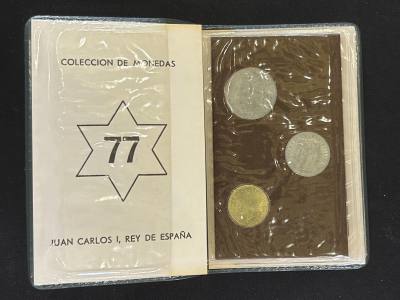 COLECCION DE MONEDAS
77
JUAN CARLOS I, REY DE ESPAÑA